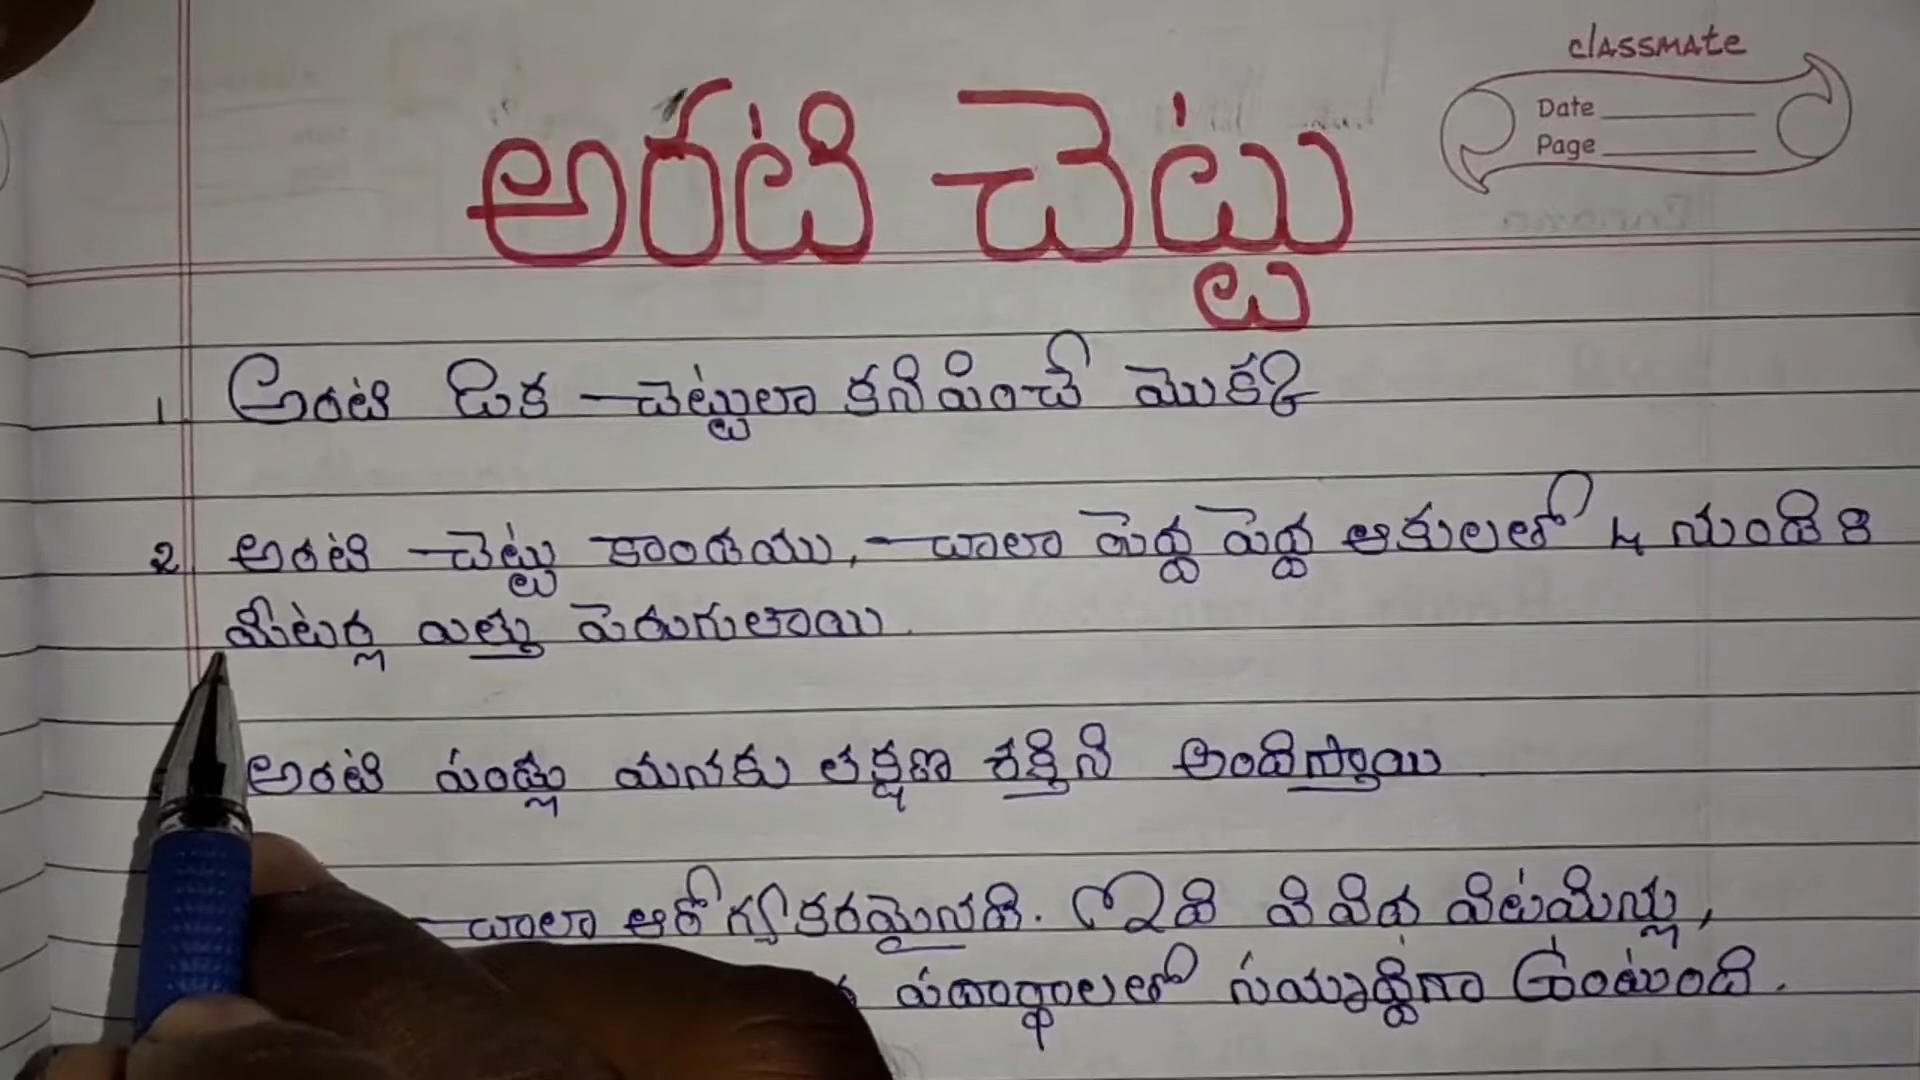 classmate
Date
Page
అరటి చెట్టు
1. అరటి ఒక చెట్టులా కనిపించే మొక్క
2. అరటి చెట్టు కాండము, చాలా పెద్ద పెద్ద ఆకులతో 4 నుండి 8
మీటర్ల ఎత్తు పెరుగుతాయి.
అరటి పండ్లు మనకు తక్షణ శక్తిని అందిస్తాయి
చాలా ఆరోగ్యకరమైనది. ఇది వివిధ విటమిన్లు,
పదార్థాలతో సమృద్ధిగా ఉంటుంది.